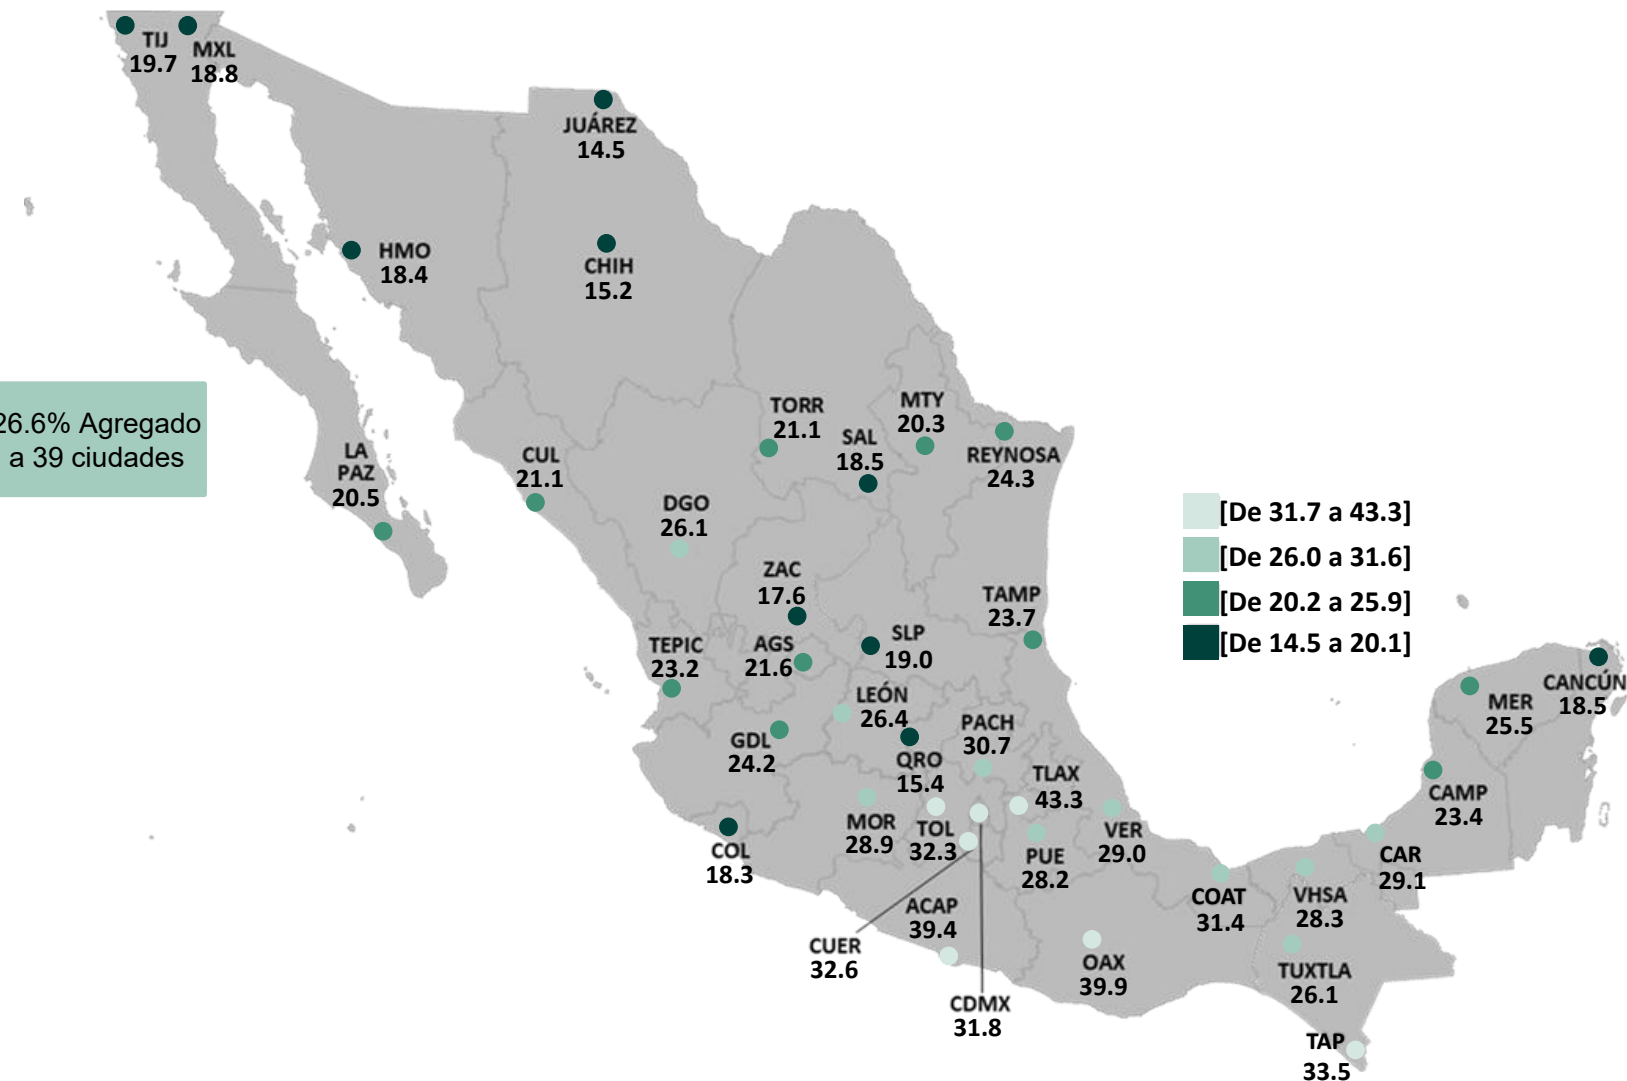 TIJ
19.7
MXL
18.8
JUÁREZ
14.5
HMO
18.4
CHIH
15.2
26.6% Agregado
a 39 ciudades
LA
PAZ
20.5
CUL
21.1
TORR
21.1
SAL
18.5
MTY
20.3
REYNOSA
24.3
DGO
26.1
ZAC
17.6
TAMP
23.7
[De 31.7 a 43.3]
[De 26.0 a 31.6]
[De 20.2 a 25.9]
[De 14.5 a 20.1]
TEPIC
23.2
AGS
21.6
SLP
19.0
LEÓN
26.4
GDL
24.2
QRO
15.4
PACH
30.7
TLAX
43.3
MER
25.5
CANCÚN
18.5
CAMP
23.4
COL
18.3
MOR
28.9
TOL
32.3
PUE
28.2
VER
29.0
CAR
29.1
COAT
31.4
VHSA
28.3
ACAP
39.4
CUER
32.6
CDMX
31.8
OAX
39.9
TUXTLA
26.1
TAP
33.5